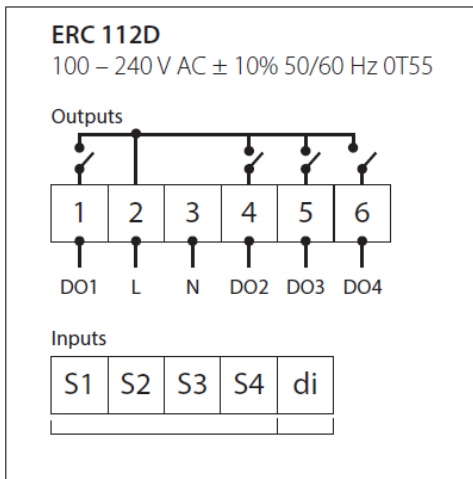 ERC 112D
100 – 240 V AC ± 10% 50/60 Hz 0T55
Outputs
1 2 3 4 5 6
DO1 L N DO2 DO3 DO4
Inputs
S1 S2 S3 S4 di